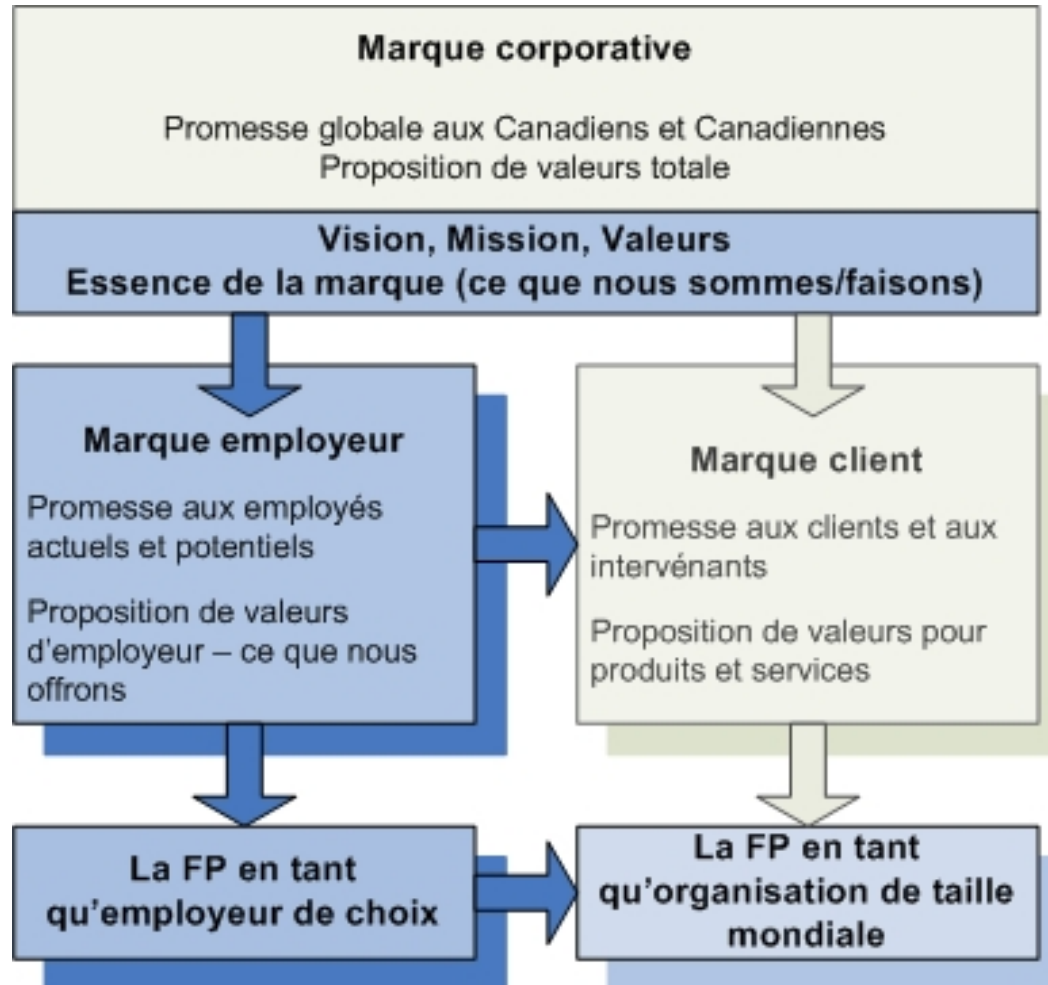 Marque corporative
Promesse globale aux Canadiens et Canadiennes
Proposition de valeurs totale
Vision, Mission, Valeurs
Essence de la marque (ce que nous sommes/faisons)
Marque employeur
Promesse aux employés
actuels et potentiels
Proposition de valeurs
d'employeur – ce que nous
offrons
Marque client
Promesse aux clients et aux
intervénants
Proposition de valeurs pour
produits et services
La FP en tant
qu'employeur de choix
La FP en tant
qu'organisation de taille
mondiale